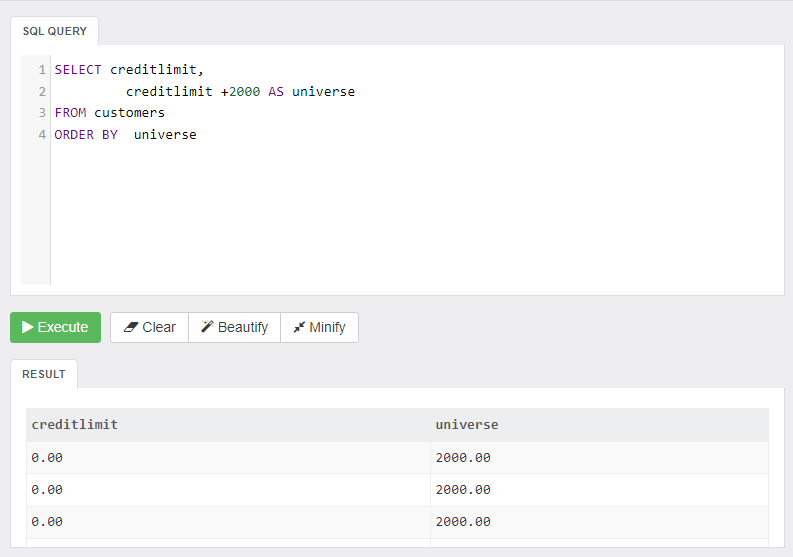 SQL QUERY
1 SELECT creditlimit,
2 creditlimit +2000 AS universe
3 FROM customers
4 ORDER BY universe
Execute Clear Beautify Minify
RESULT
creditlimit universe
0.00 2000.00
0.00 2000.00
0.00 2000.00